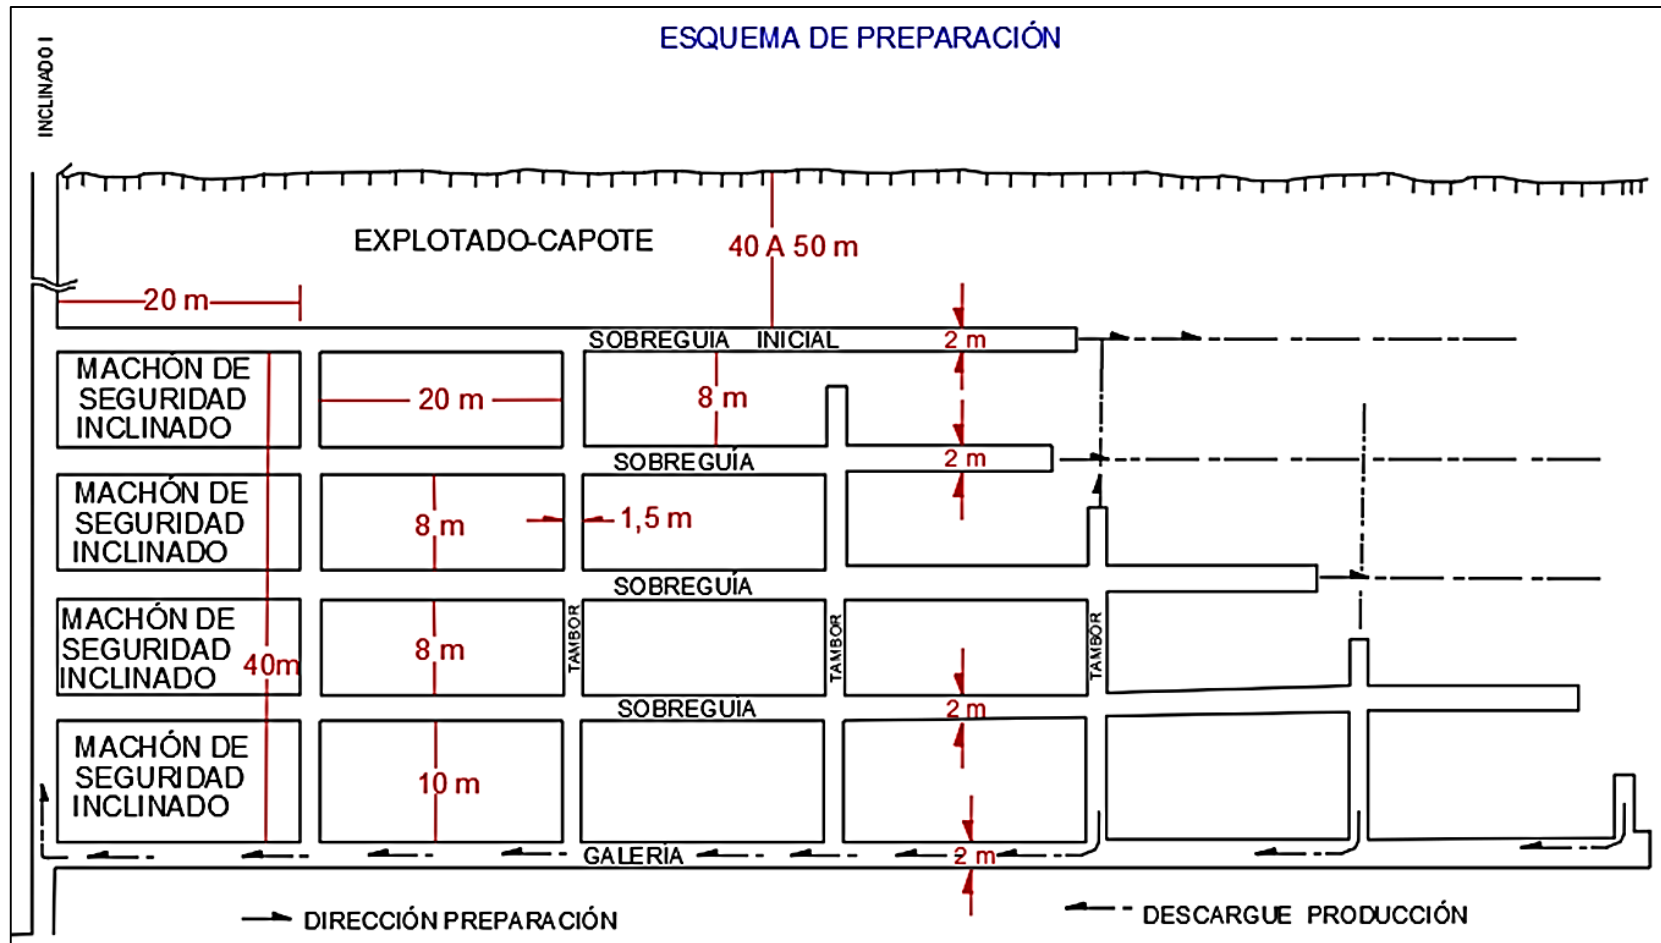 ESQUEMA DE PREPARACIÓN
INCLINADO I
EXPLOTADO-CAPOTE
40 A 50 m
20 m
SOBREGUIA INICIAL
2 m
MACHÓN DE
SEGURIDAD
INCLINADO
20 m
8 m
SOBREGUÍA
2 m
MACHÓN DE
SEGURIDAD
INCLINADO
8 m
1,5 m
SOBREGUÍA
MACHÓN DE
SEGURIDAD
INCLINADO
40m
8 m
TAMBOR
TAMBOR
TAMBOR
SOBREGUÍA
2 m
MACHÓN DE
SEGURIDAD
INCLINADO
10 m
GALERÍA
2 m
DIRECCIÓN PREPARACIÓN
DESCARGUE PRODUCCIÓN